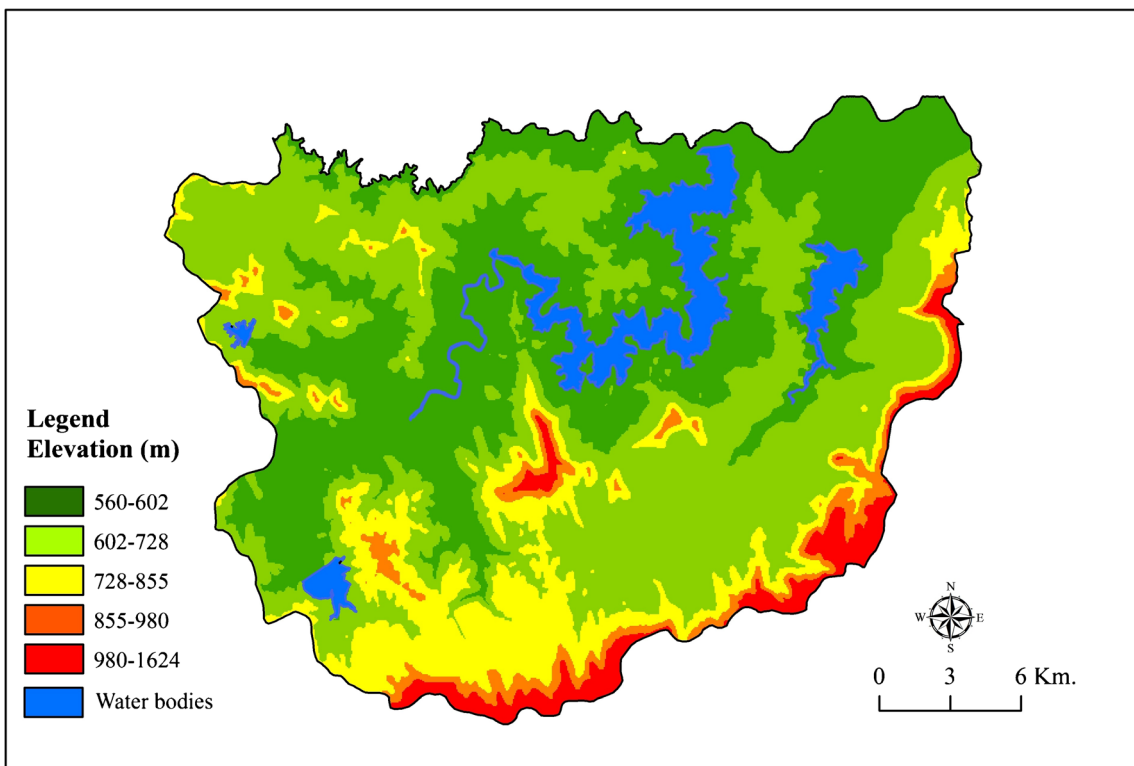 Legend
Elevation (m)
560-602
602-728
728-855
855-980
980-1624
Water bodies
N
W E
S
0 3 6 Km.